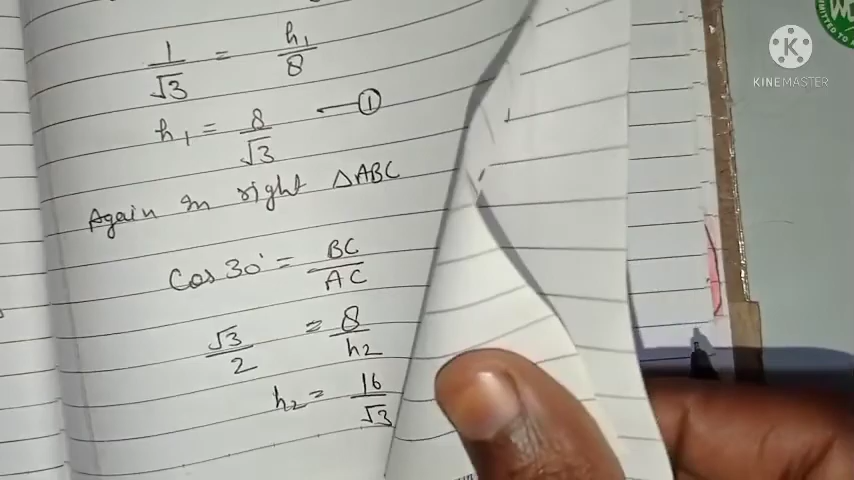 1/√3 = h₁/8
h₁ = 8/√3 ←①
Again in right △ABC
Cos 30° = BC/AC
√3/2 = 8/h₂
h₂ = 16/√3
K
KINEMASTER